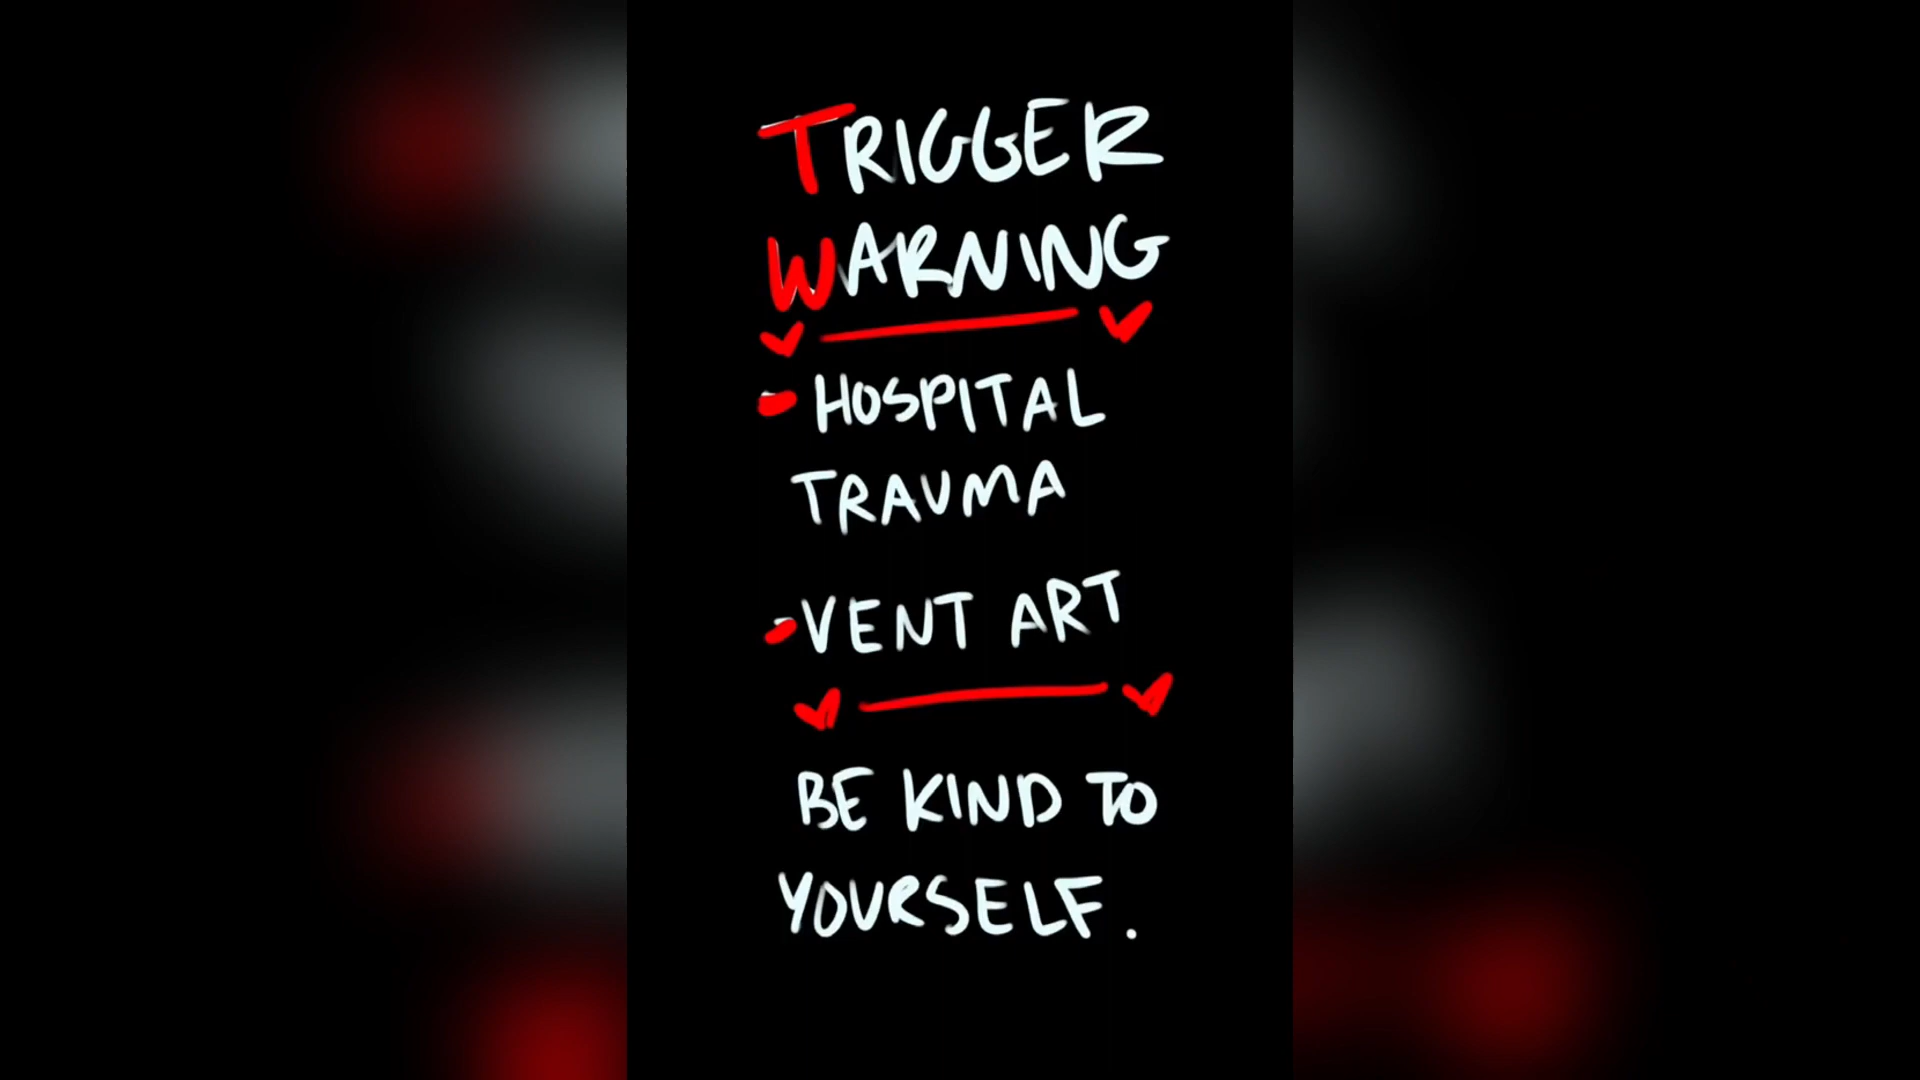 TRIGGER
WARNING
- HOSPITAL
TRAUMA
- VENT ART
BE KIND TO
YOURSELF.